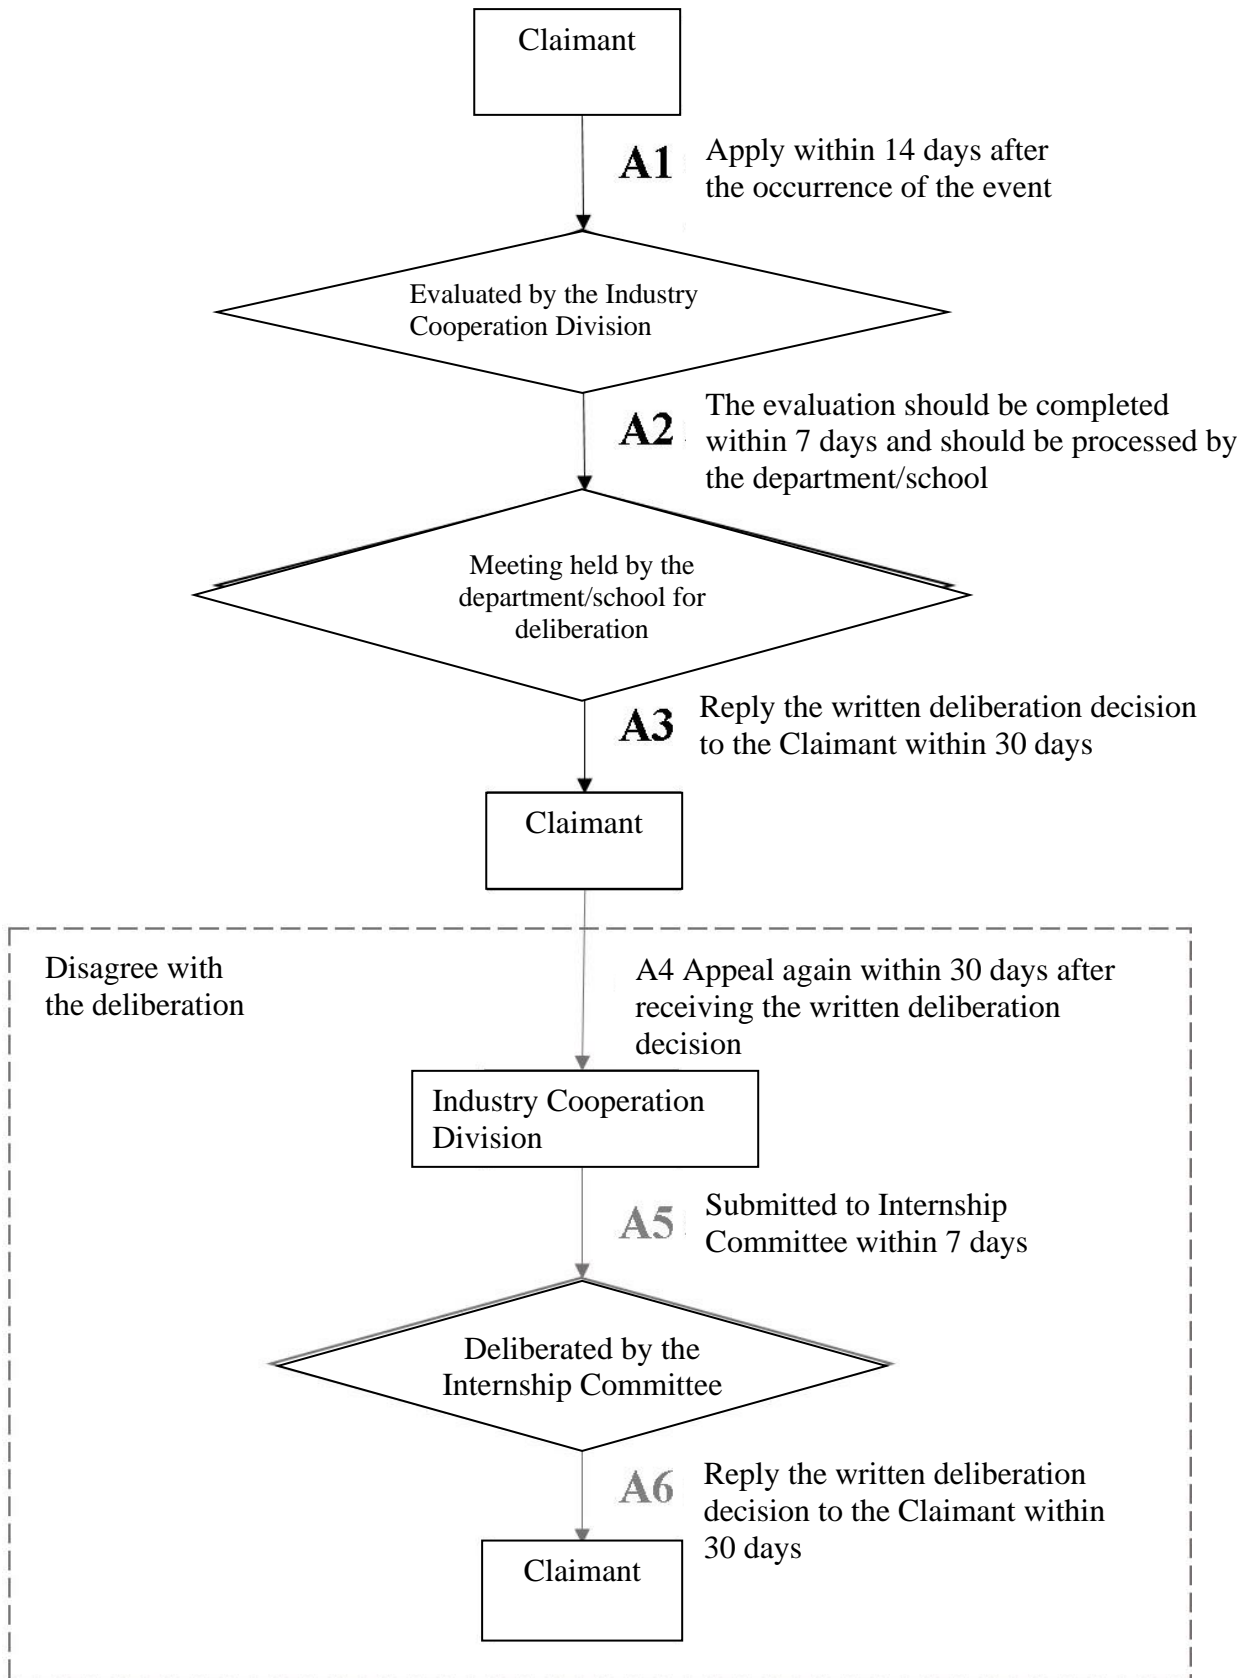 Claimant
A1 Apply within 14 days after
the occurrence of the event
Evaluated by the Industry
Cooperation Division
A2 The evaluation should be completed
within 7 days and should be processed by
the department/school
Meeting held by the
department/school for
deliberation
A3 Reply the written deliberation decision
to the Claimant within 30 days
Claimant
Disagree with
the deliberation
A4 Appeal again within 30 days after
receiving the written deliberation
decision
Industry Cooperation
Division
A5 Submitted to Internship
Committee within 7 days
Deliberated by the
Internship Committee
A6 Reply the written deliberation
decision to the Claimant within
30 days
Claimant